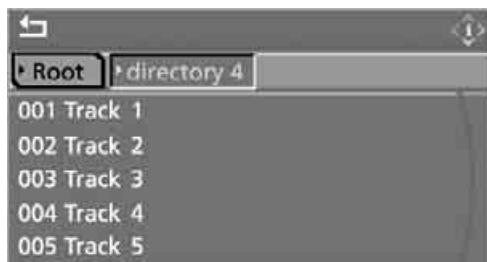 Root directory 4
001 Track 1
002 Track 2
003 Track 3
004 Track 4
005 Track 5